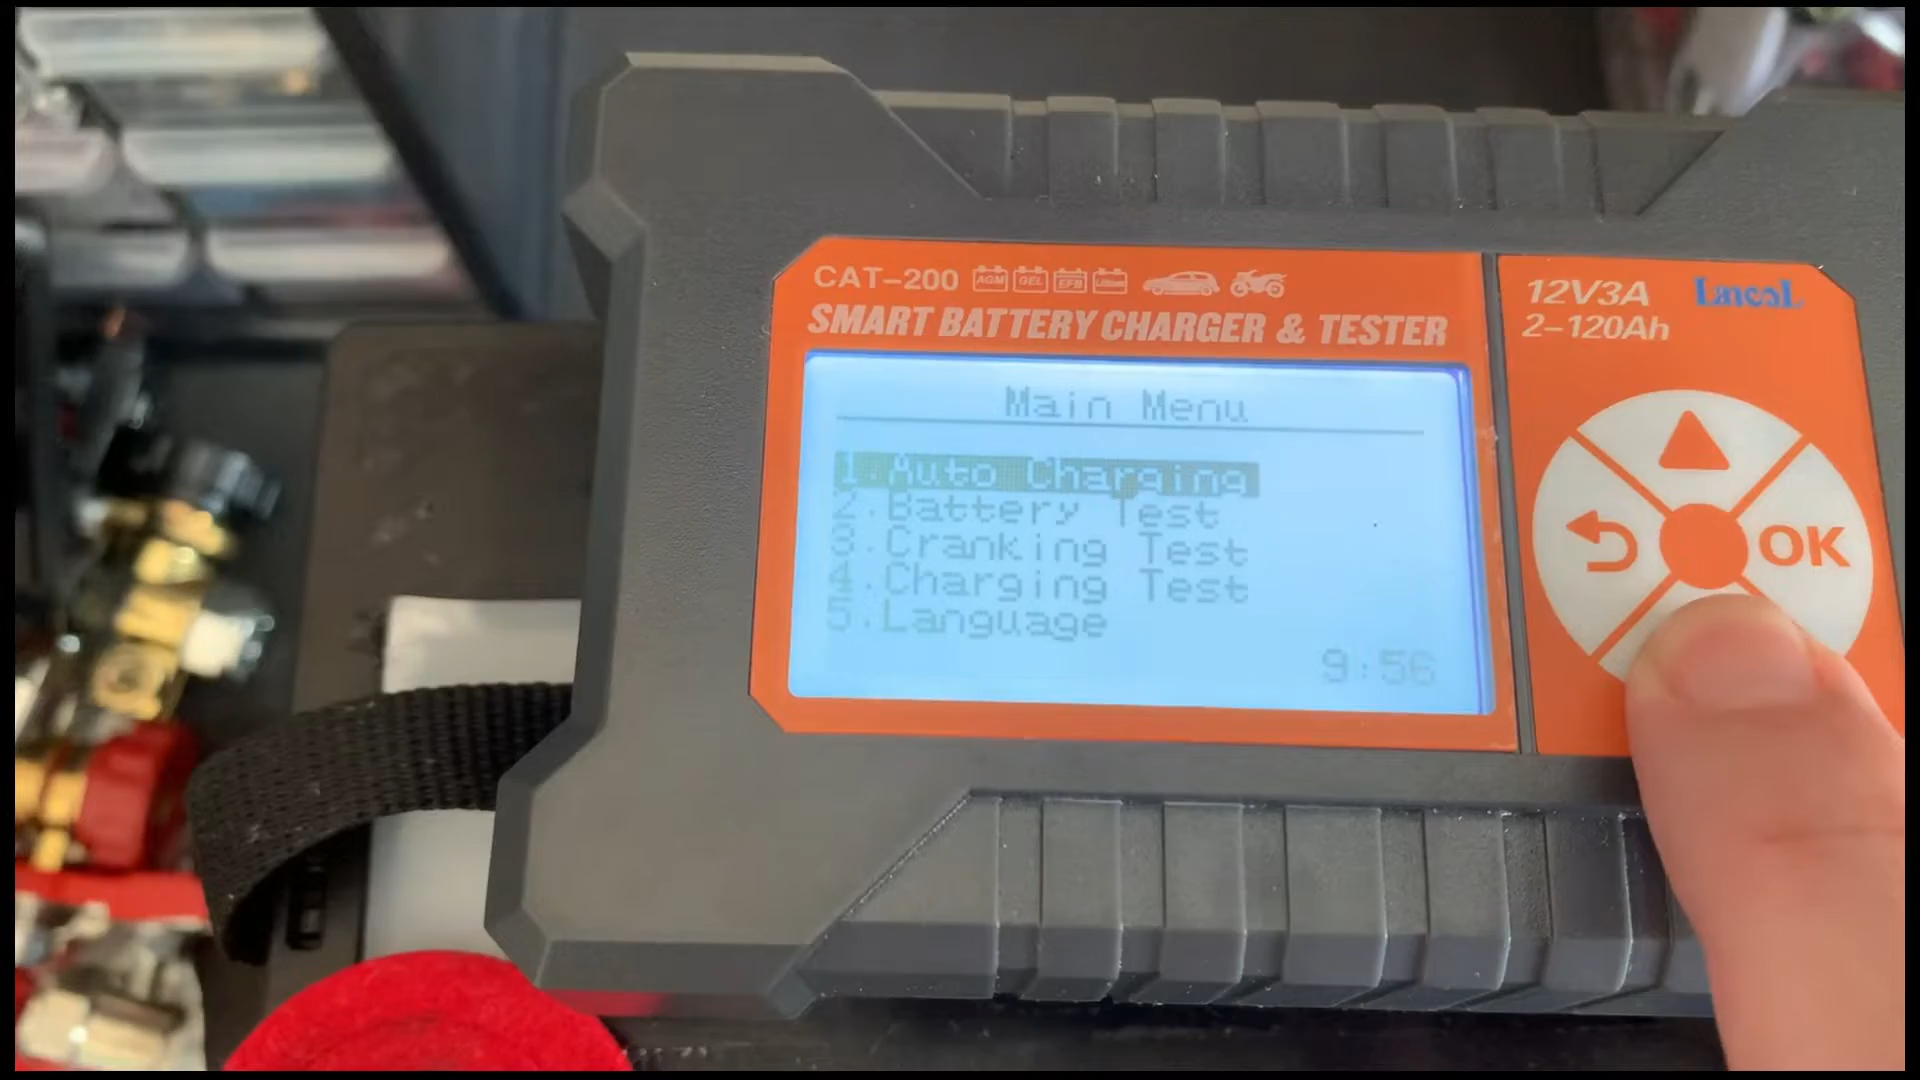 CAT-200 AGM GEL EFB Lithium
SMART BATTERY CHARGER & TESTER
12V3A
2-120Ah
Lancol
Main Menu
1.Auto Charging
2.Battery Test
3.Cranking Test
4.Charging Test
5.Language
9:56
OK